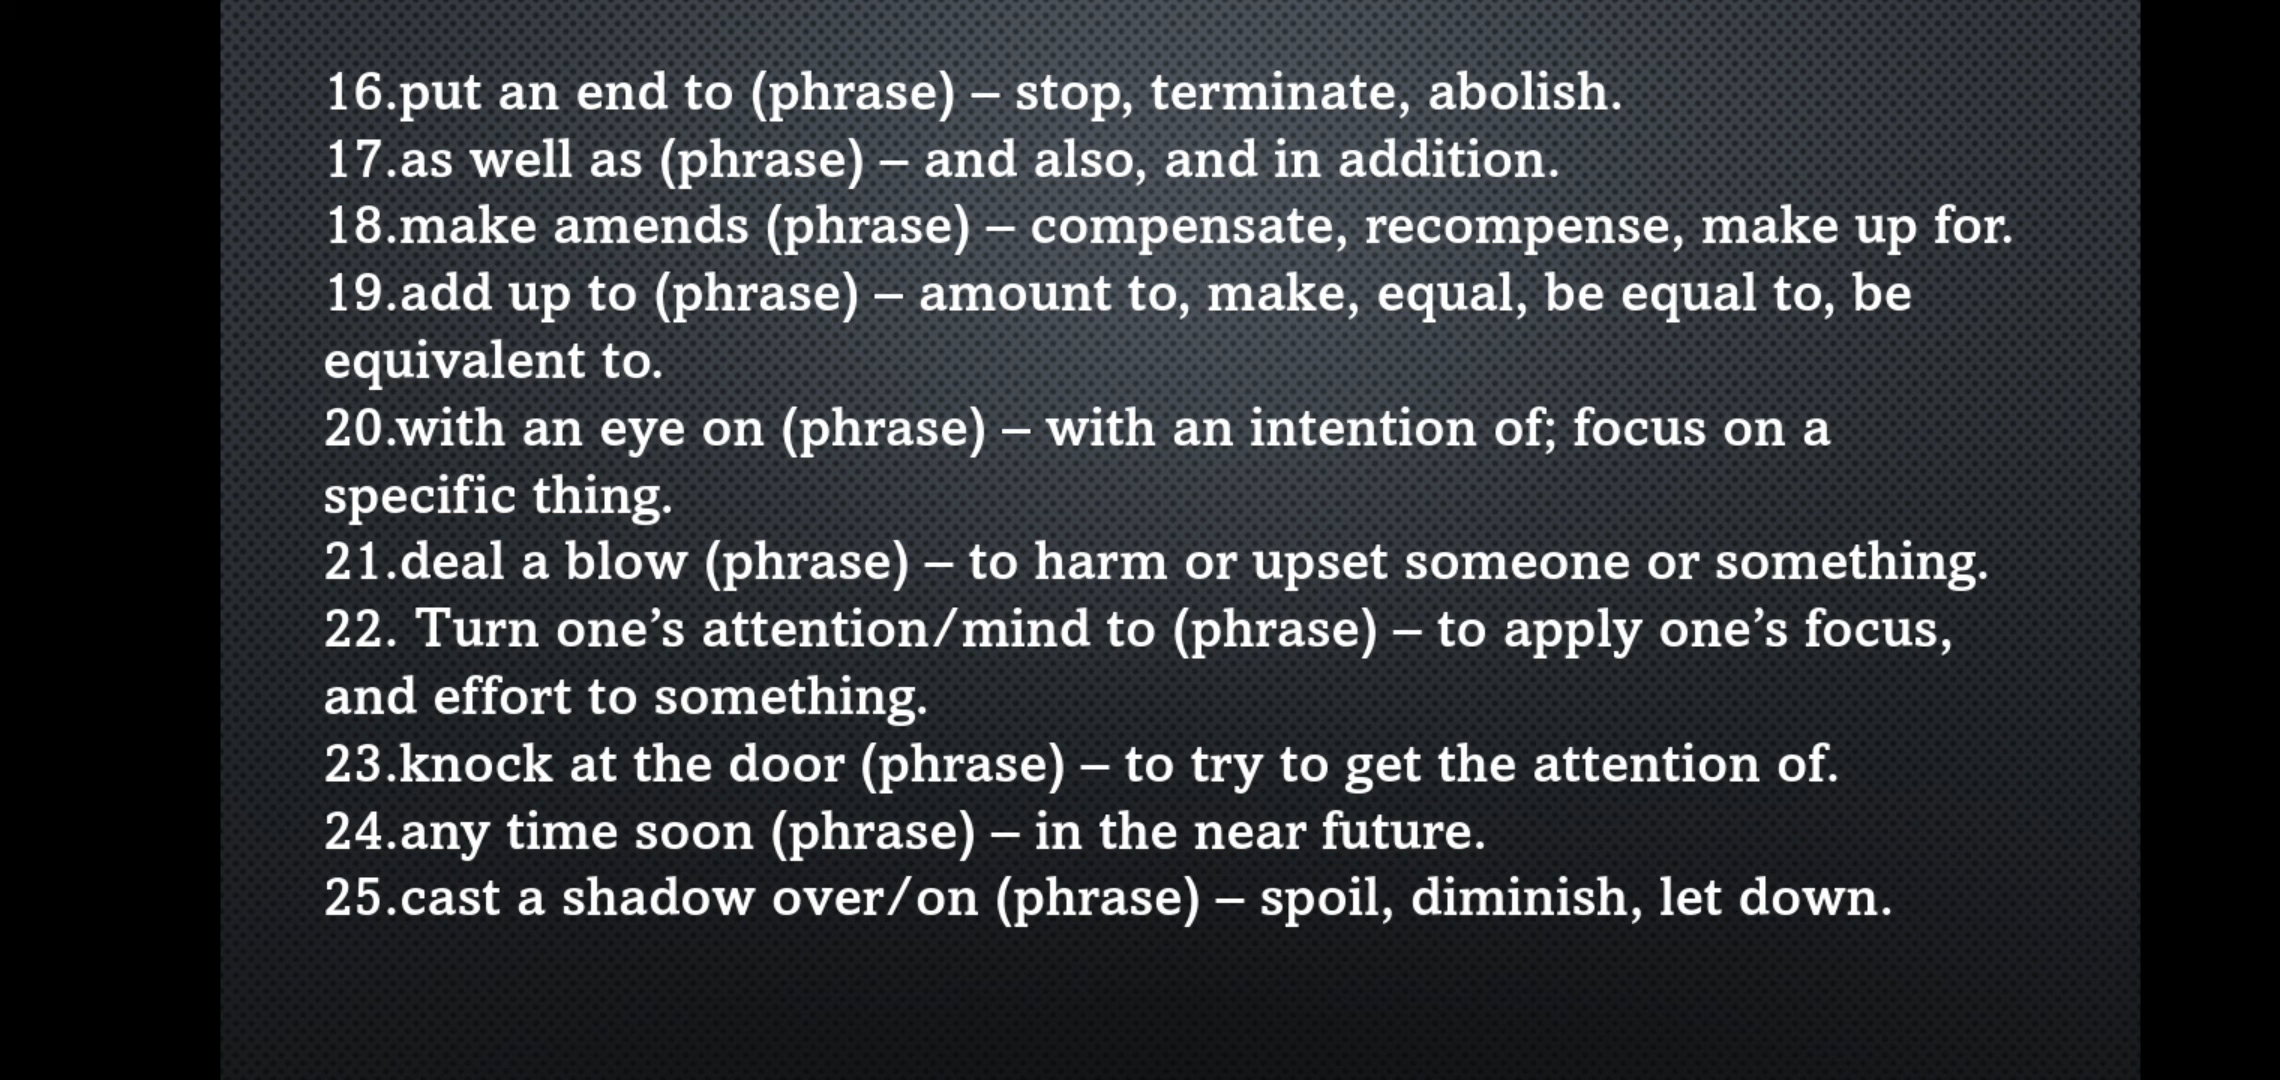 16.put an end to (phrase) – stop, terminate, abolish.
17.as well as (phrase) – and also, and in addition.
18.make amends (phrase) – compensate, recompense, make up for.
19.add up to (phrase) – amount to, make, equal, be equal to, be
equivalent to.
20.with an eye on (phrase) – with an intention of; focus on a
specific thing.
21.deal a blow (phrase) – to harm or upset someone or something.
22. Turn one’s attention/mind to (phrase) – to apply one’s focus,
and effort to something.
23.knock at the door (phrase) – to try to get the attention of.
24.any time soon (phrase) – in the near future.
25.cast a shadow over/on (phrase) – spoil, diminish, let down.